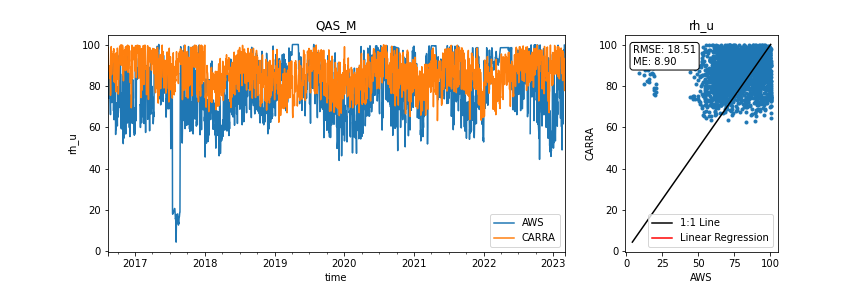 QAS_M
rh_u
100
80
60
40
20
0
rh_u
AWS
CARRA
2017
2018
2019
2020
2021
2022
2023
time
RMSE: 18.51
ME: 8.90
100
80
60
40
20
0
CARRA
1:1 Line
Linear Regression
0
25
50
75
100
AWS